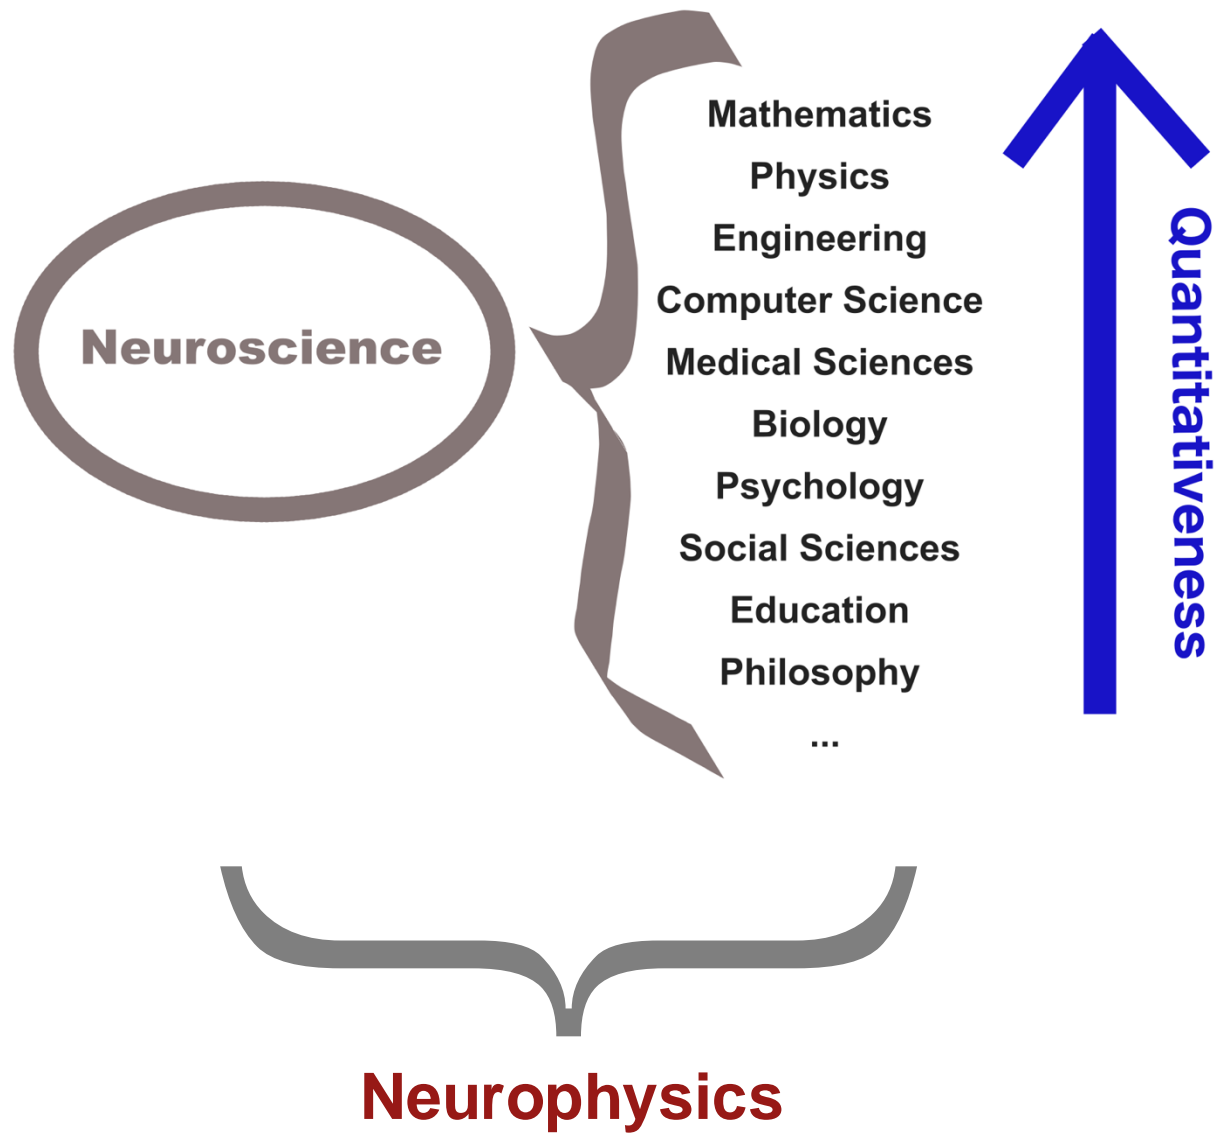 Neuroscience
Mathematics
Physics
Engineering
Computer Science
Medical Sciences
Biology
Psychology
Social Sciences
Education
Philosophy
...
Quantitativeness
Neurophysics